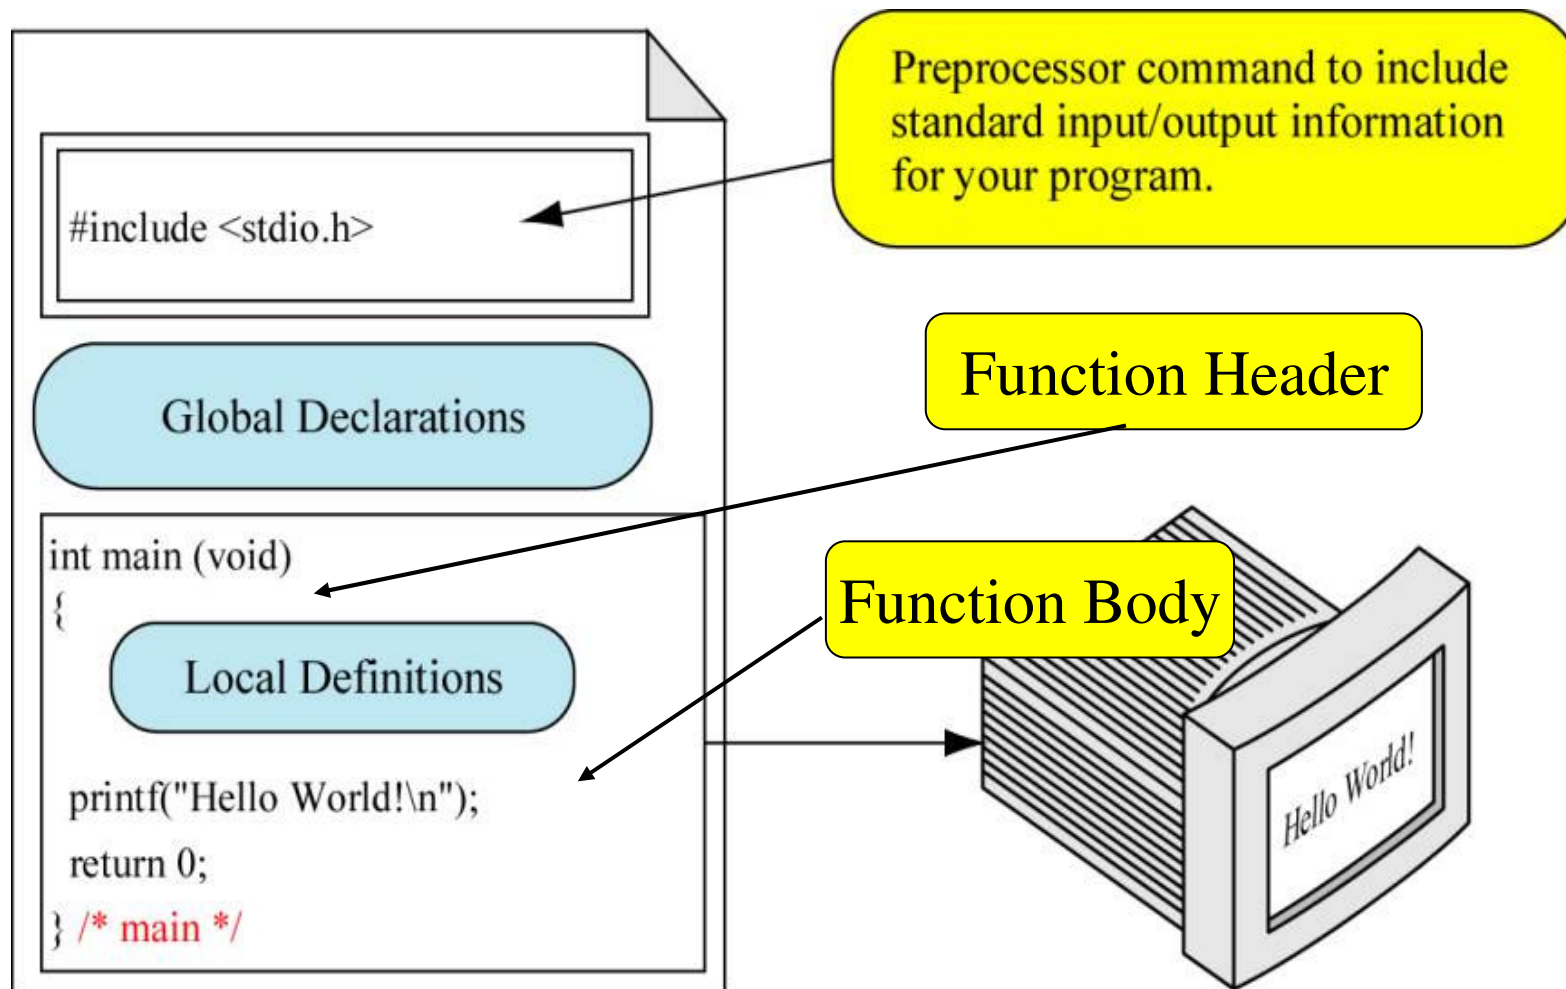 Preprocessor command to include
standard input/output information
for your program.
#include <stdio.h>
Function Header
Global Declarations
int main (void)
{
Function Body
Local Definitions
printf("Hello World!\n");
return 0;
} /* main */
Hello World!